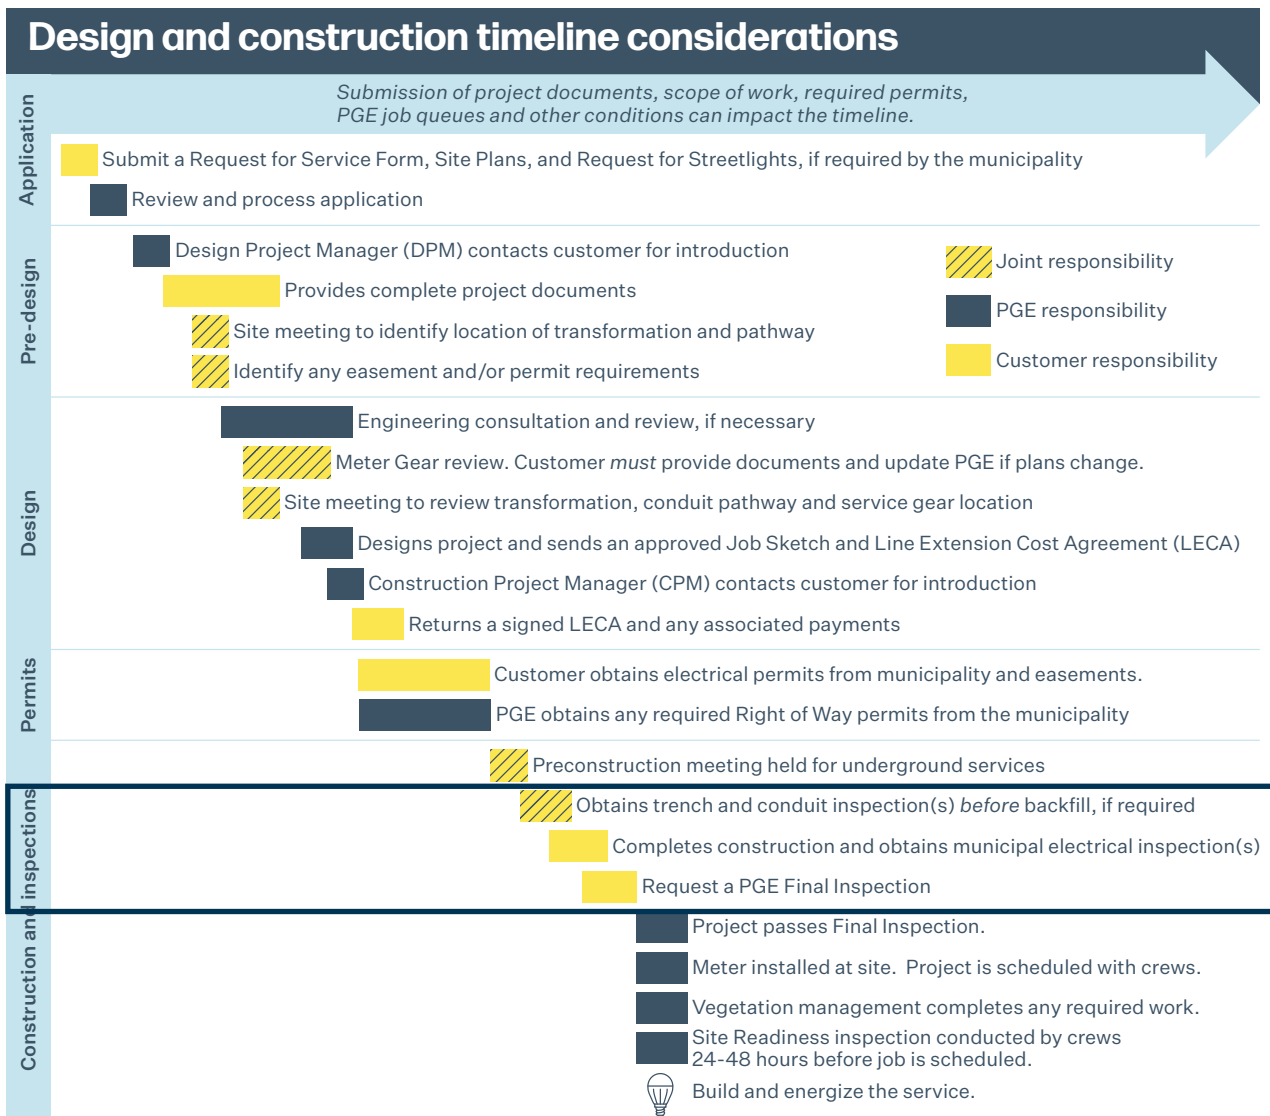 Design and construction timeline considerations
Submission of project documents, scope of work, required permits,
PGE job queues and other conditions can impact the timeline.
Application
Submit a Request for Service Form, Site Plans, and Request for Streetlights, if required by the municipality
Review and process application
Pre-design
Design Project Manager (DPM) contacts customer for introduction
Provides complete project documents
Site meeting to identify location of transformation and pathway
Identify any easement and/or permit requirements
Joint responsibility
PGE responsibility
Customer responsibility
Design
Engineering consultation and review, if necessary
Meter Gear review. Customer must provide documents and update PGE if plans change.
Site meeting to review transformation, conduit pathway and service gear location
Designs project and sends an approved Job Sketch and Line Extension Cost Agreement (LECA)
Construction Project Manager (CPM) contacts customer for introduction
Returns a signed LECA and any associated payments
Permits
Customer obtains electrical permits from municipality and easements.
PGE obtains any required Right of Way permits from the municipality
Construction and inspections
Preconstruction meeting held for underground services
Obtains trench and conduit inspection(s) before backfill, if required
Completes construction and obtains municipal electrical inspection(s)
Request a PGE Final Inspection
Project passes Final Inspection.
Meter installed at site. Project is scheduled with crews.
Vegetation management completes any required work.
Site Readiness inspection conducted by crews
24-48 hours before job is scheduled.
Build and energize the service.